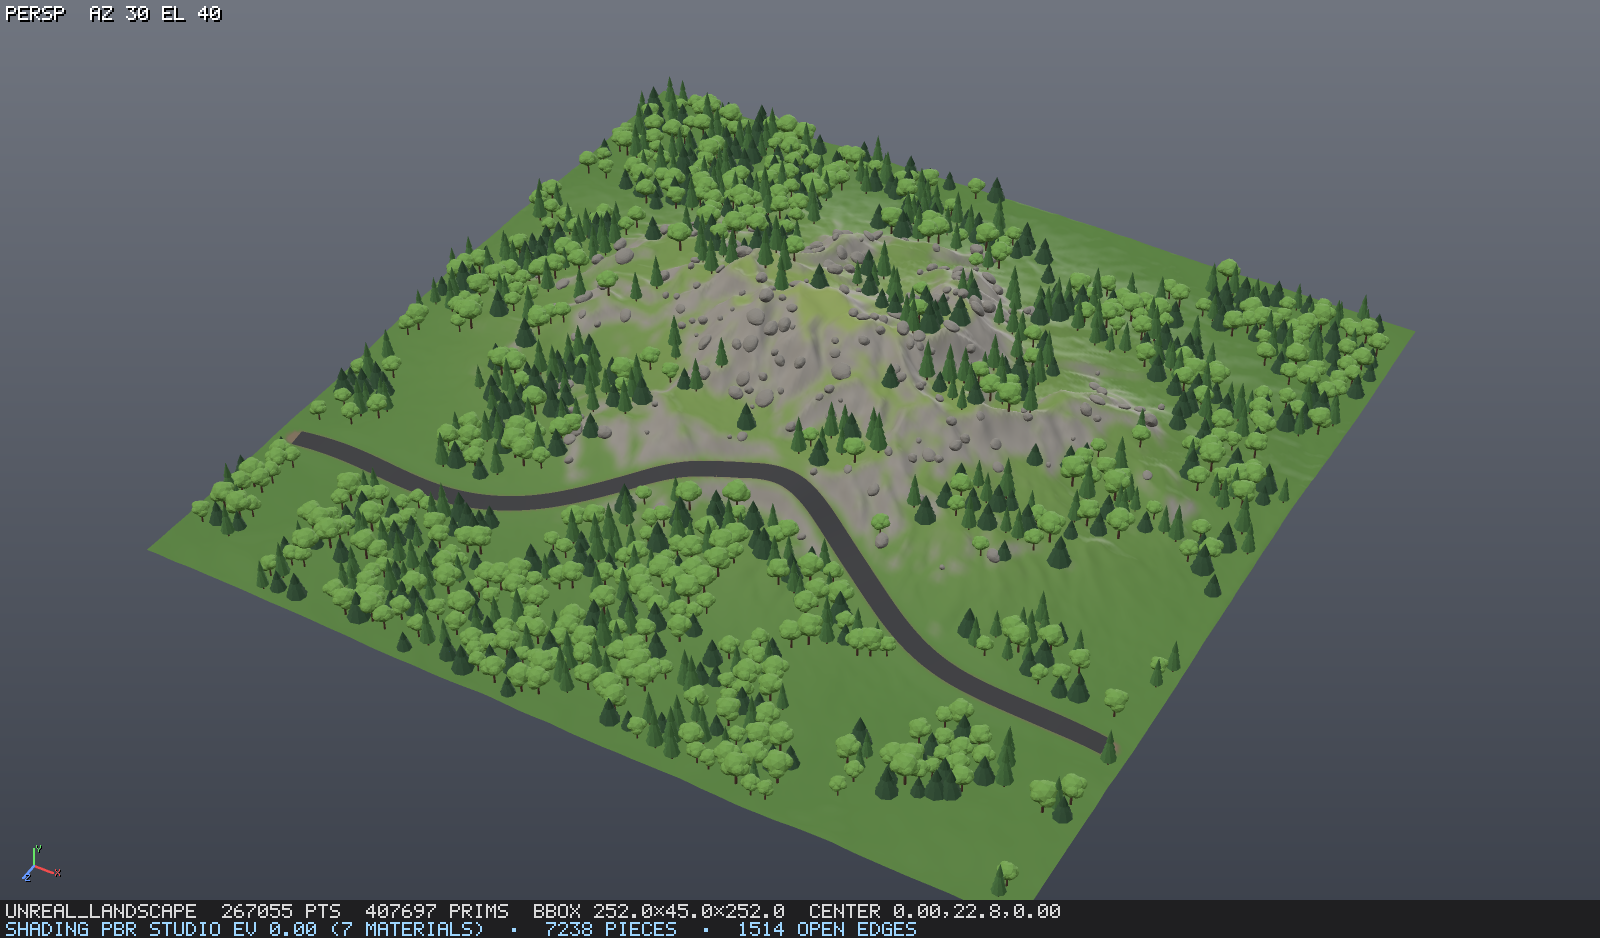 PERSP AZ 30 EL 40
Y
X
Z
UNREAL_LANDSCAPE 267055 PTS 407697 PRIMS BBOX 252.0×45.0×252.0 CENTER 0.00,22.8,0.00
SHADING PBR STUDIO EV 0.00 (7 MATERIALS) · 7238 PIECES · 1514 OPEN EDGES